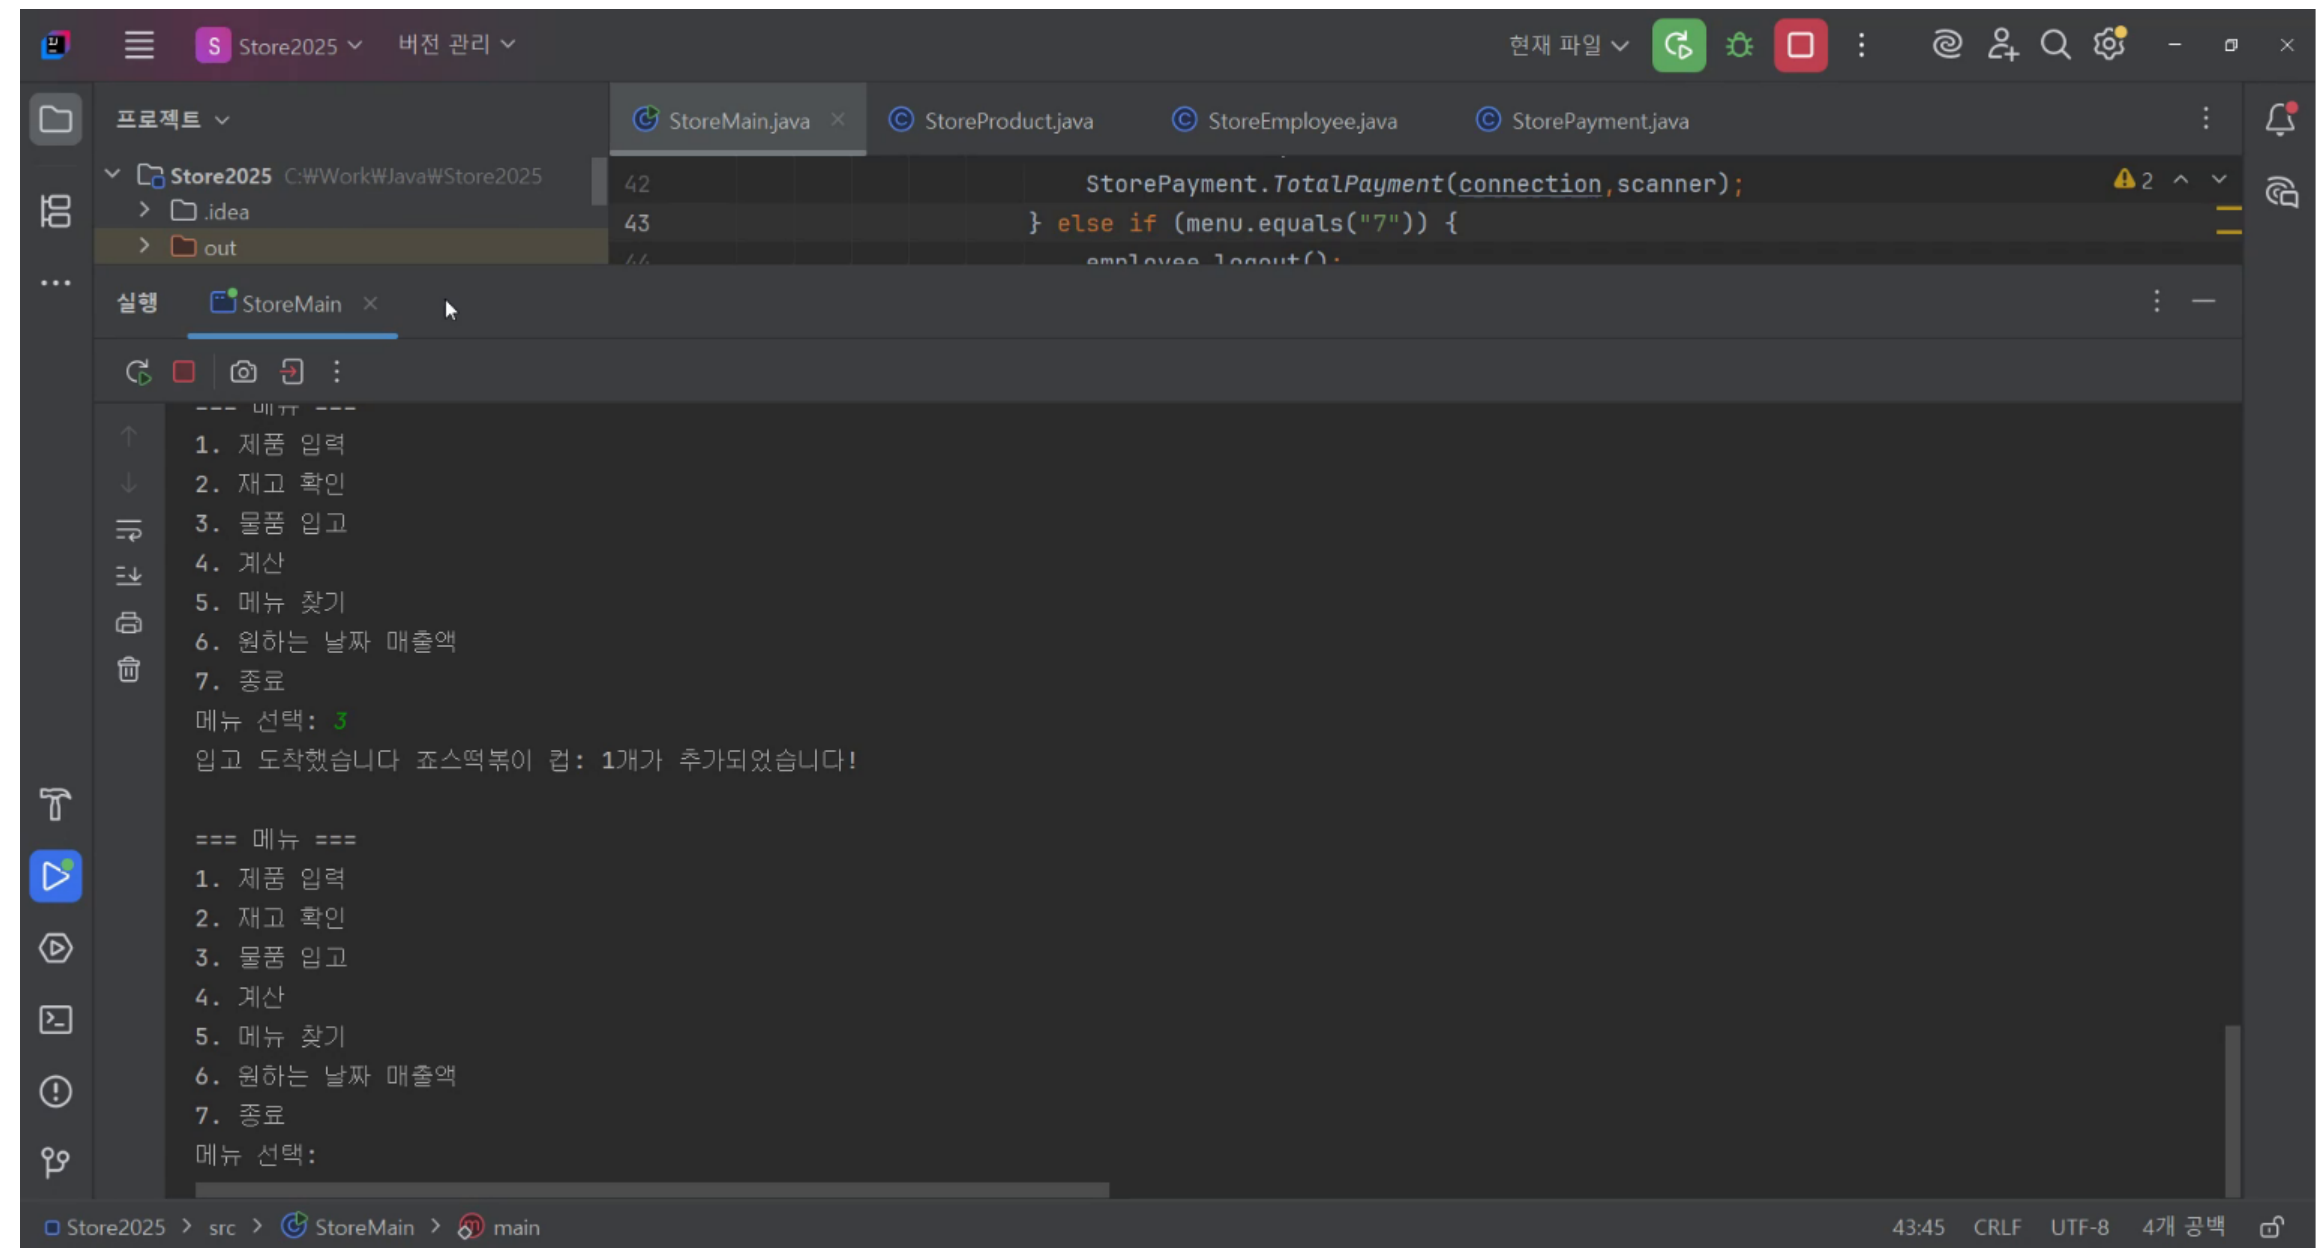 S Store2025 버전 관리 현재 파일
프로젝트 StoreMain.java StoreProduct.java StoreEmployee.java StorePayment.java
Store2025 C:₩Work₩Java₩Store2025
.idea
out
42 StorePayment.TotalPayment(connection,scanner);
43 } else if (menu.equals("7")) {
44 employee.logout();
2
실행 StoreMain
=== 메뉴 ===
1. 제품 입력
2. 재고 확인
3. 물품 입고
4. 계산
5. 메뉴 찾기
6. 원하는 날짜 매출액
7. 종료
메뉴 선택: 3
입고 도착했습니다 죠스떡볶이 컵: 1개가 추가되었습니다!
=== 메뉴 ===
1. 제품 입력
2. 재고 확인
3. 물품 입고
4. 계산
5. 메뉴 찾기
6. 원하는 날짜 매출액
7. 종료
메뉴 선택:
Store2025 > src > StoreMain > main 43:45 CRLF UTF-8 4개 공백